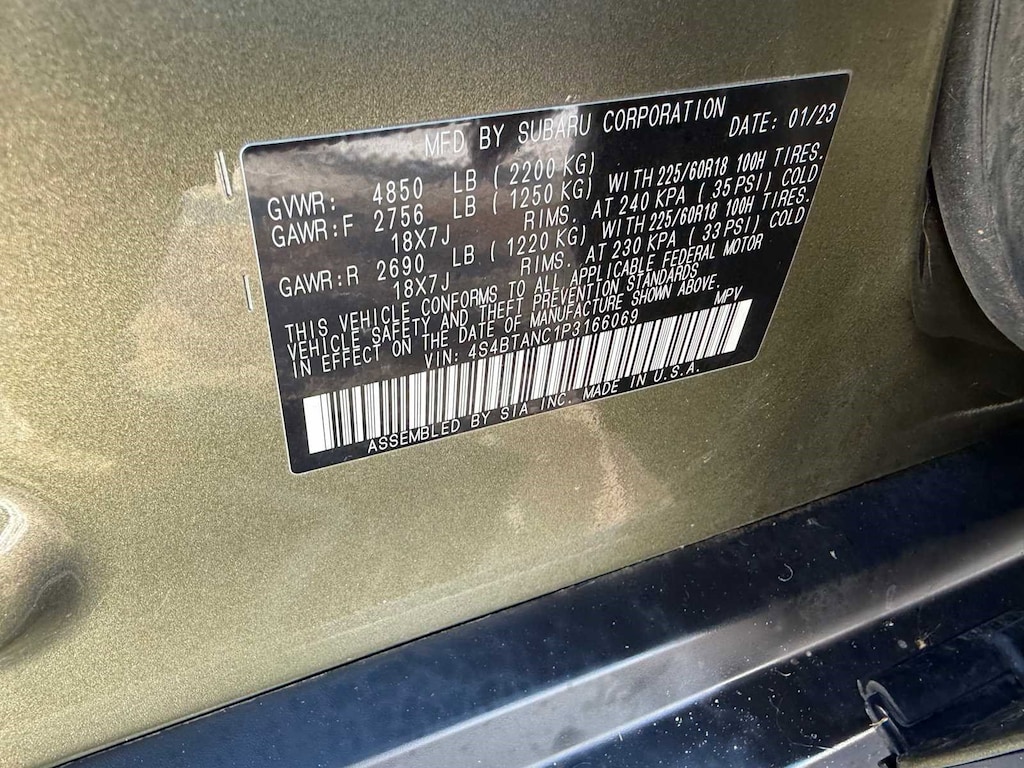 MFD BY SUBARU CORPORATION DATE: 01/23
GVWR: 4850 LB (2200 KG)
GAWR:F 2756 LB (1250 KG) WITH 225/60R18 100H TIRES.
18X7J RIMS. AT 240 KPA (35 PSI) COLD
GAWR:R 2690 LB (1220 KG) WITH 225/60R18 100H TIRES.
18X7J RIMS. AT 230 KPA (33 PSI) COLD
THIS VEHICLE CONFORMS TO ALL APPLICABLE FEDERAL MOTOR
VEHICLE SAFETY AND THEFT PREVENTION STANDARDS
IN EFFECT ON THE DATE OF MANUFACTURE SHOWN ABOVE.
VIN: 4S4BTANC1P3166069 MPV
ASSEMBLED BY SIA INC. MADE IN U.S.A.